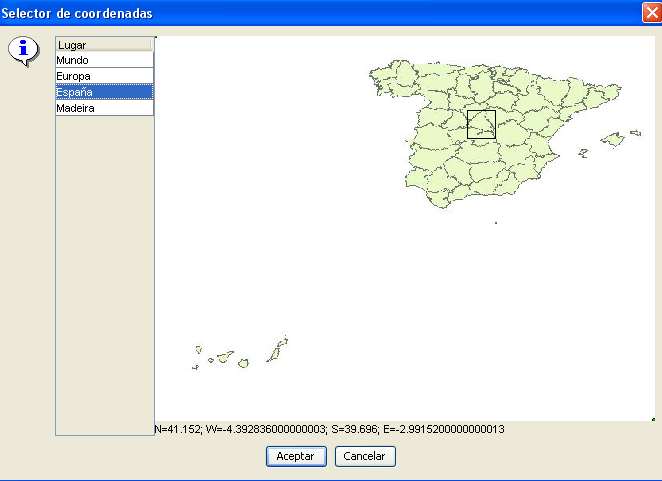 Selector de coordenadas
Lugar
Mundo
Europa
España
Madeira
N=41.152; W=-4.392836000000003; S=39.696; E=-2.9915200000000013
Aceptar
Cancelar